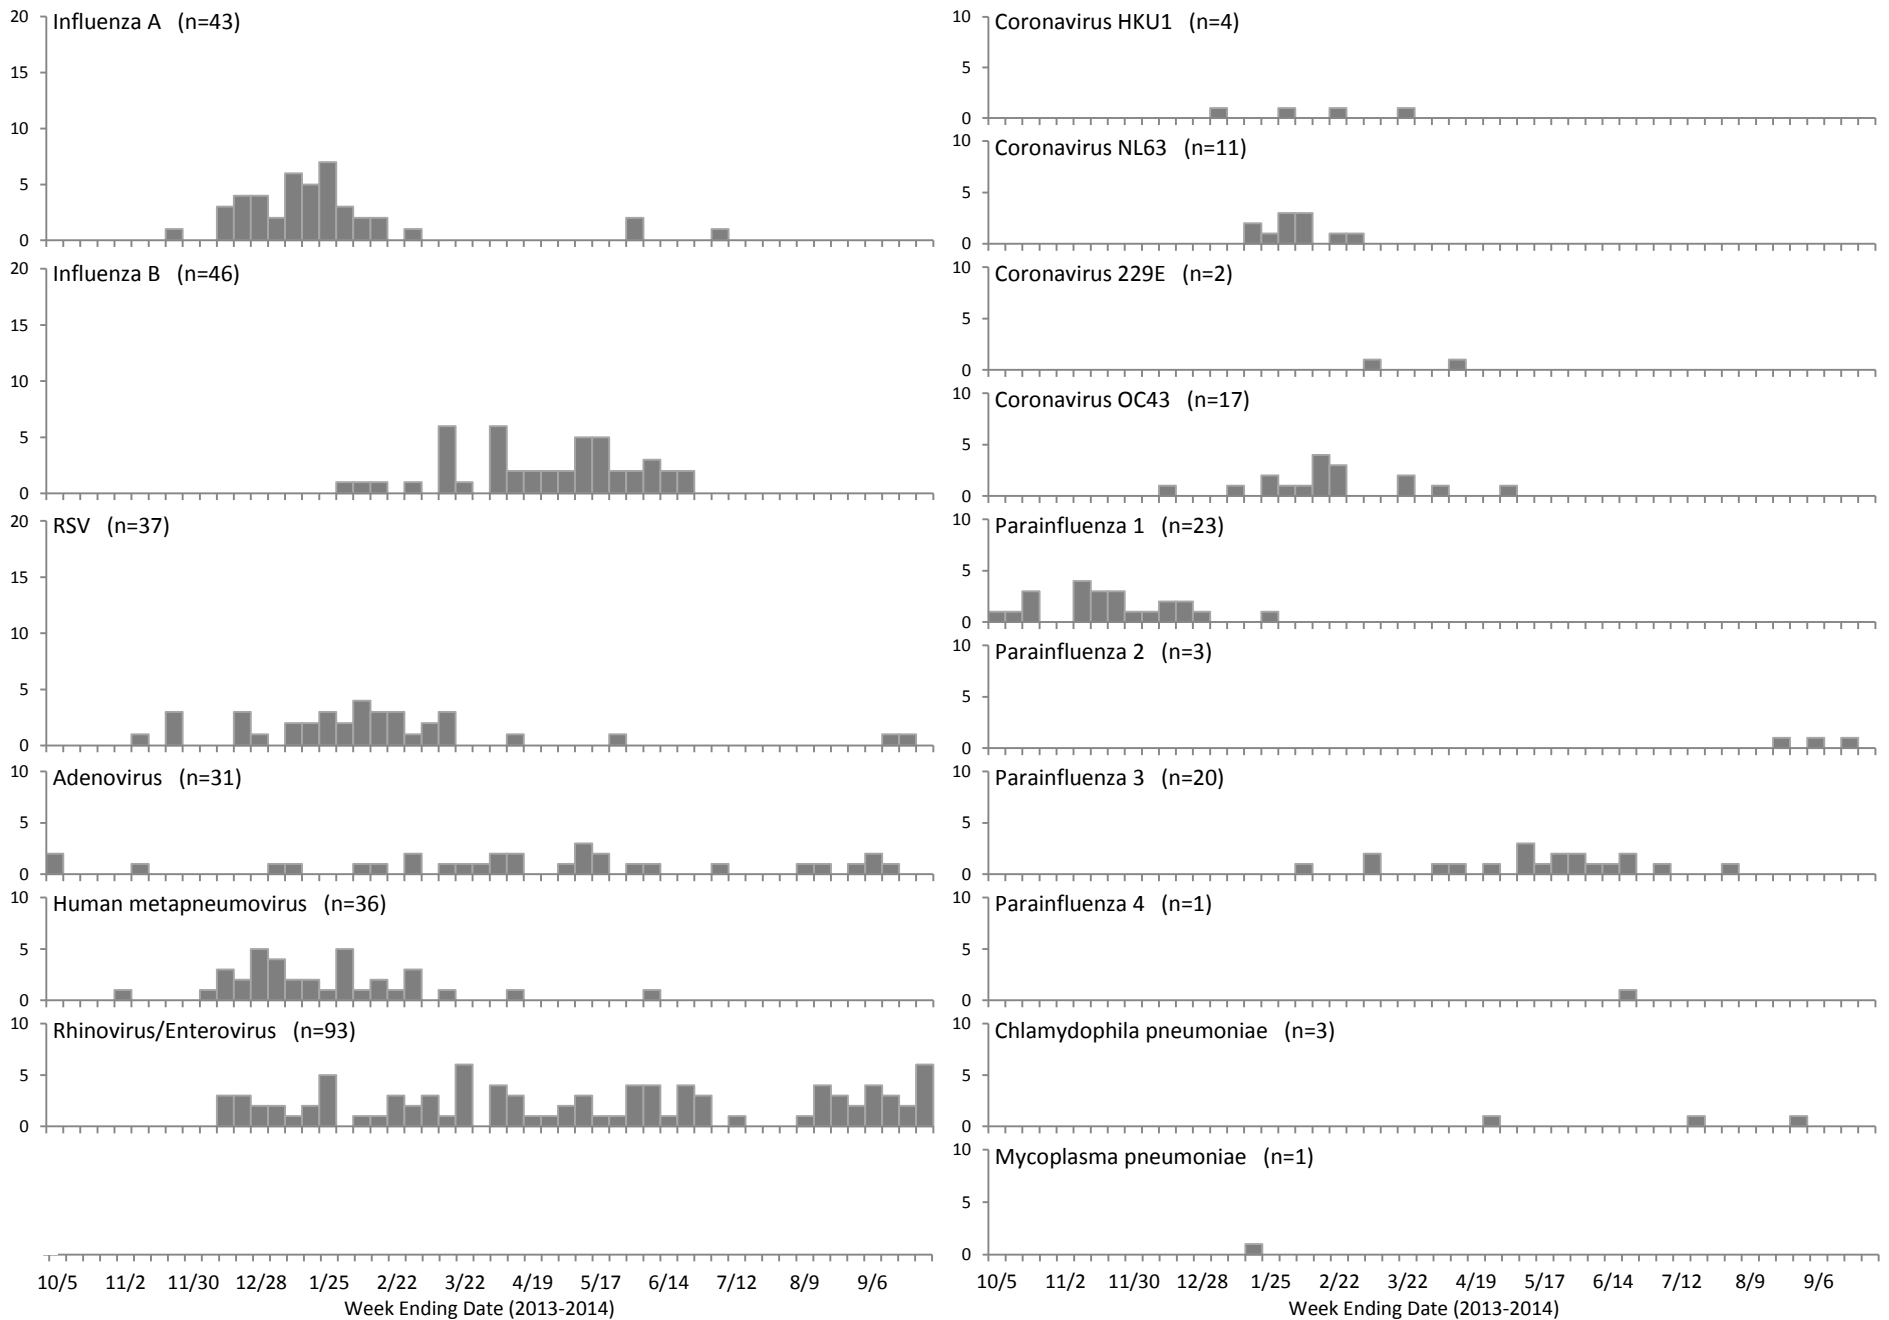 Influenza A (n=43)
20
15
10
5
0
Influenza B (n=46)
20
15
10
5
0
RSV (n=37)
20
15
10
5
0
Adenovirus (n=31)
10
5
0
Human metapneumovirus (n=36)
10
5
0
Rhinovirus/Enterovirus (n=93)
10
5
0
10/5 11/2 11/30 12/28 1/25 2/22 3/22 4/19 5/17 6/14 7/12 8/9 9/6
Week Ending Date (2013-2014)
Coronavirus HKU1 (n=4)
10
5
0
Coronavirus NL63 (n=11)
10
5
0
Coronavirus 229E (n=2)
10
5
0
Coronavirus OC43 (n=17)
10
5
0
Parainfluenza 1 (n=23)
10
5
0
Parainfluenza 2 (n=3)
10
5
0
Parainfluenza 3 (n=20)
10
5
0
Parainfluenza 4 (n=1)
10
5
0
Chlamydophila pneumoniae (n=3)
10
5
0
Mycoplasma pneumoniae (n=1)
10
5
0
10/5 11/2 11/30 12/28 1/25 2/22 3/22 4/19 5/17 6/14 7/12 8/9 9/6
Week Ending Date (2013-2014)